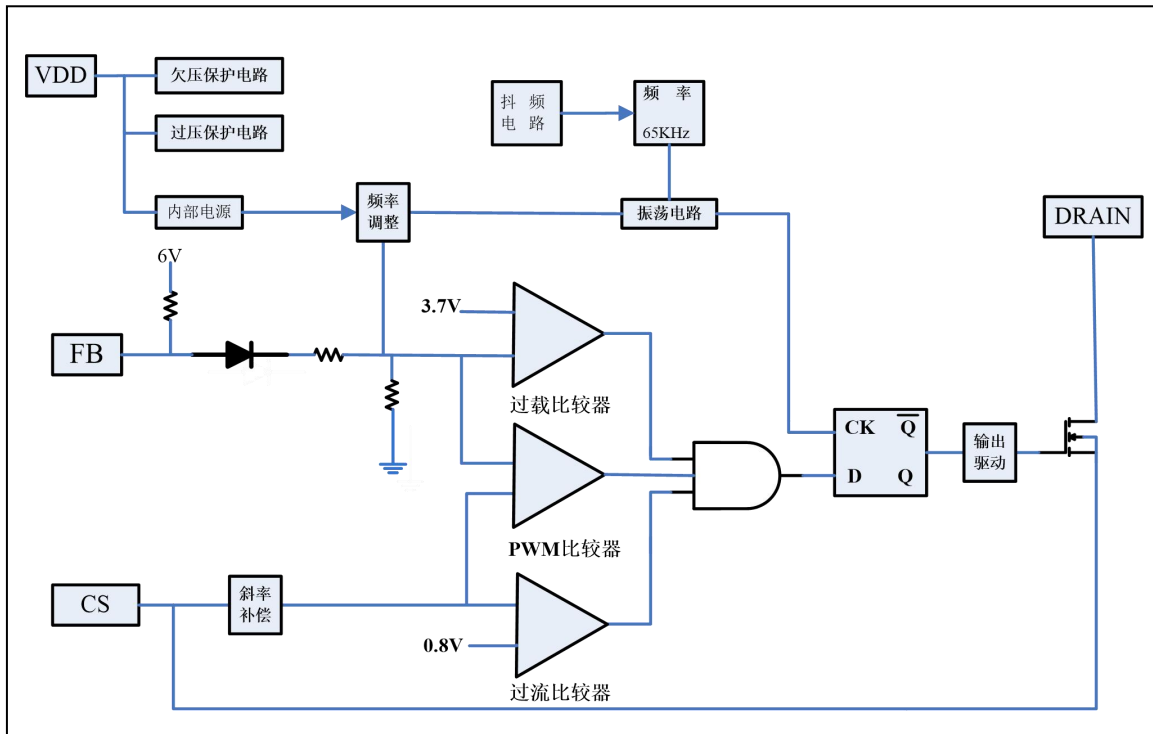 VDD
欠压保护电路
过压保护电路
内部电源
抖 频
电 路
频 率
65KHz
频率
调整
振荡电路
DRAIN
6V
FB
3.7V
过载比较器
CK Q
D Q
输出
驱动
PWM比较器
CS
斜率
补偿
0.8V
过流比较器